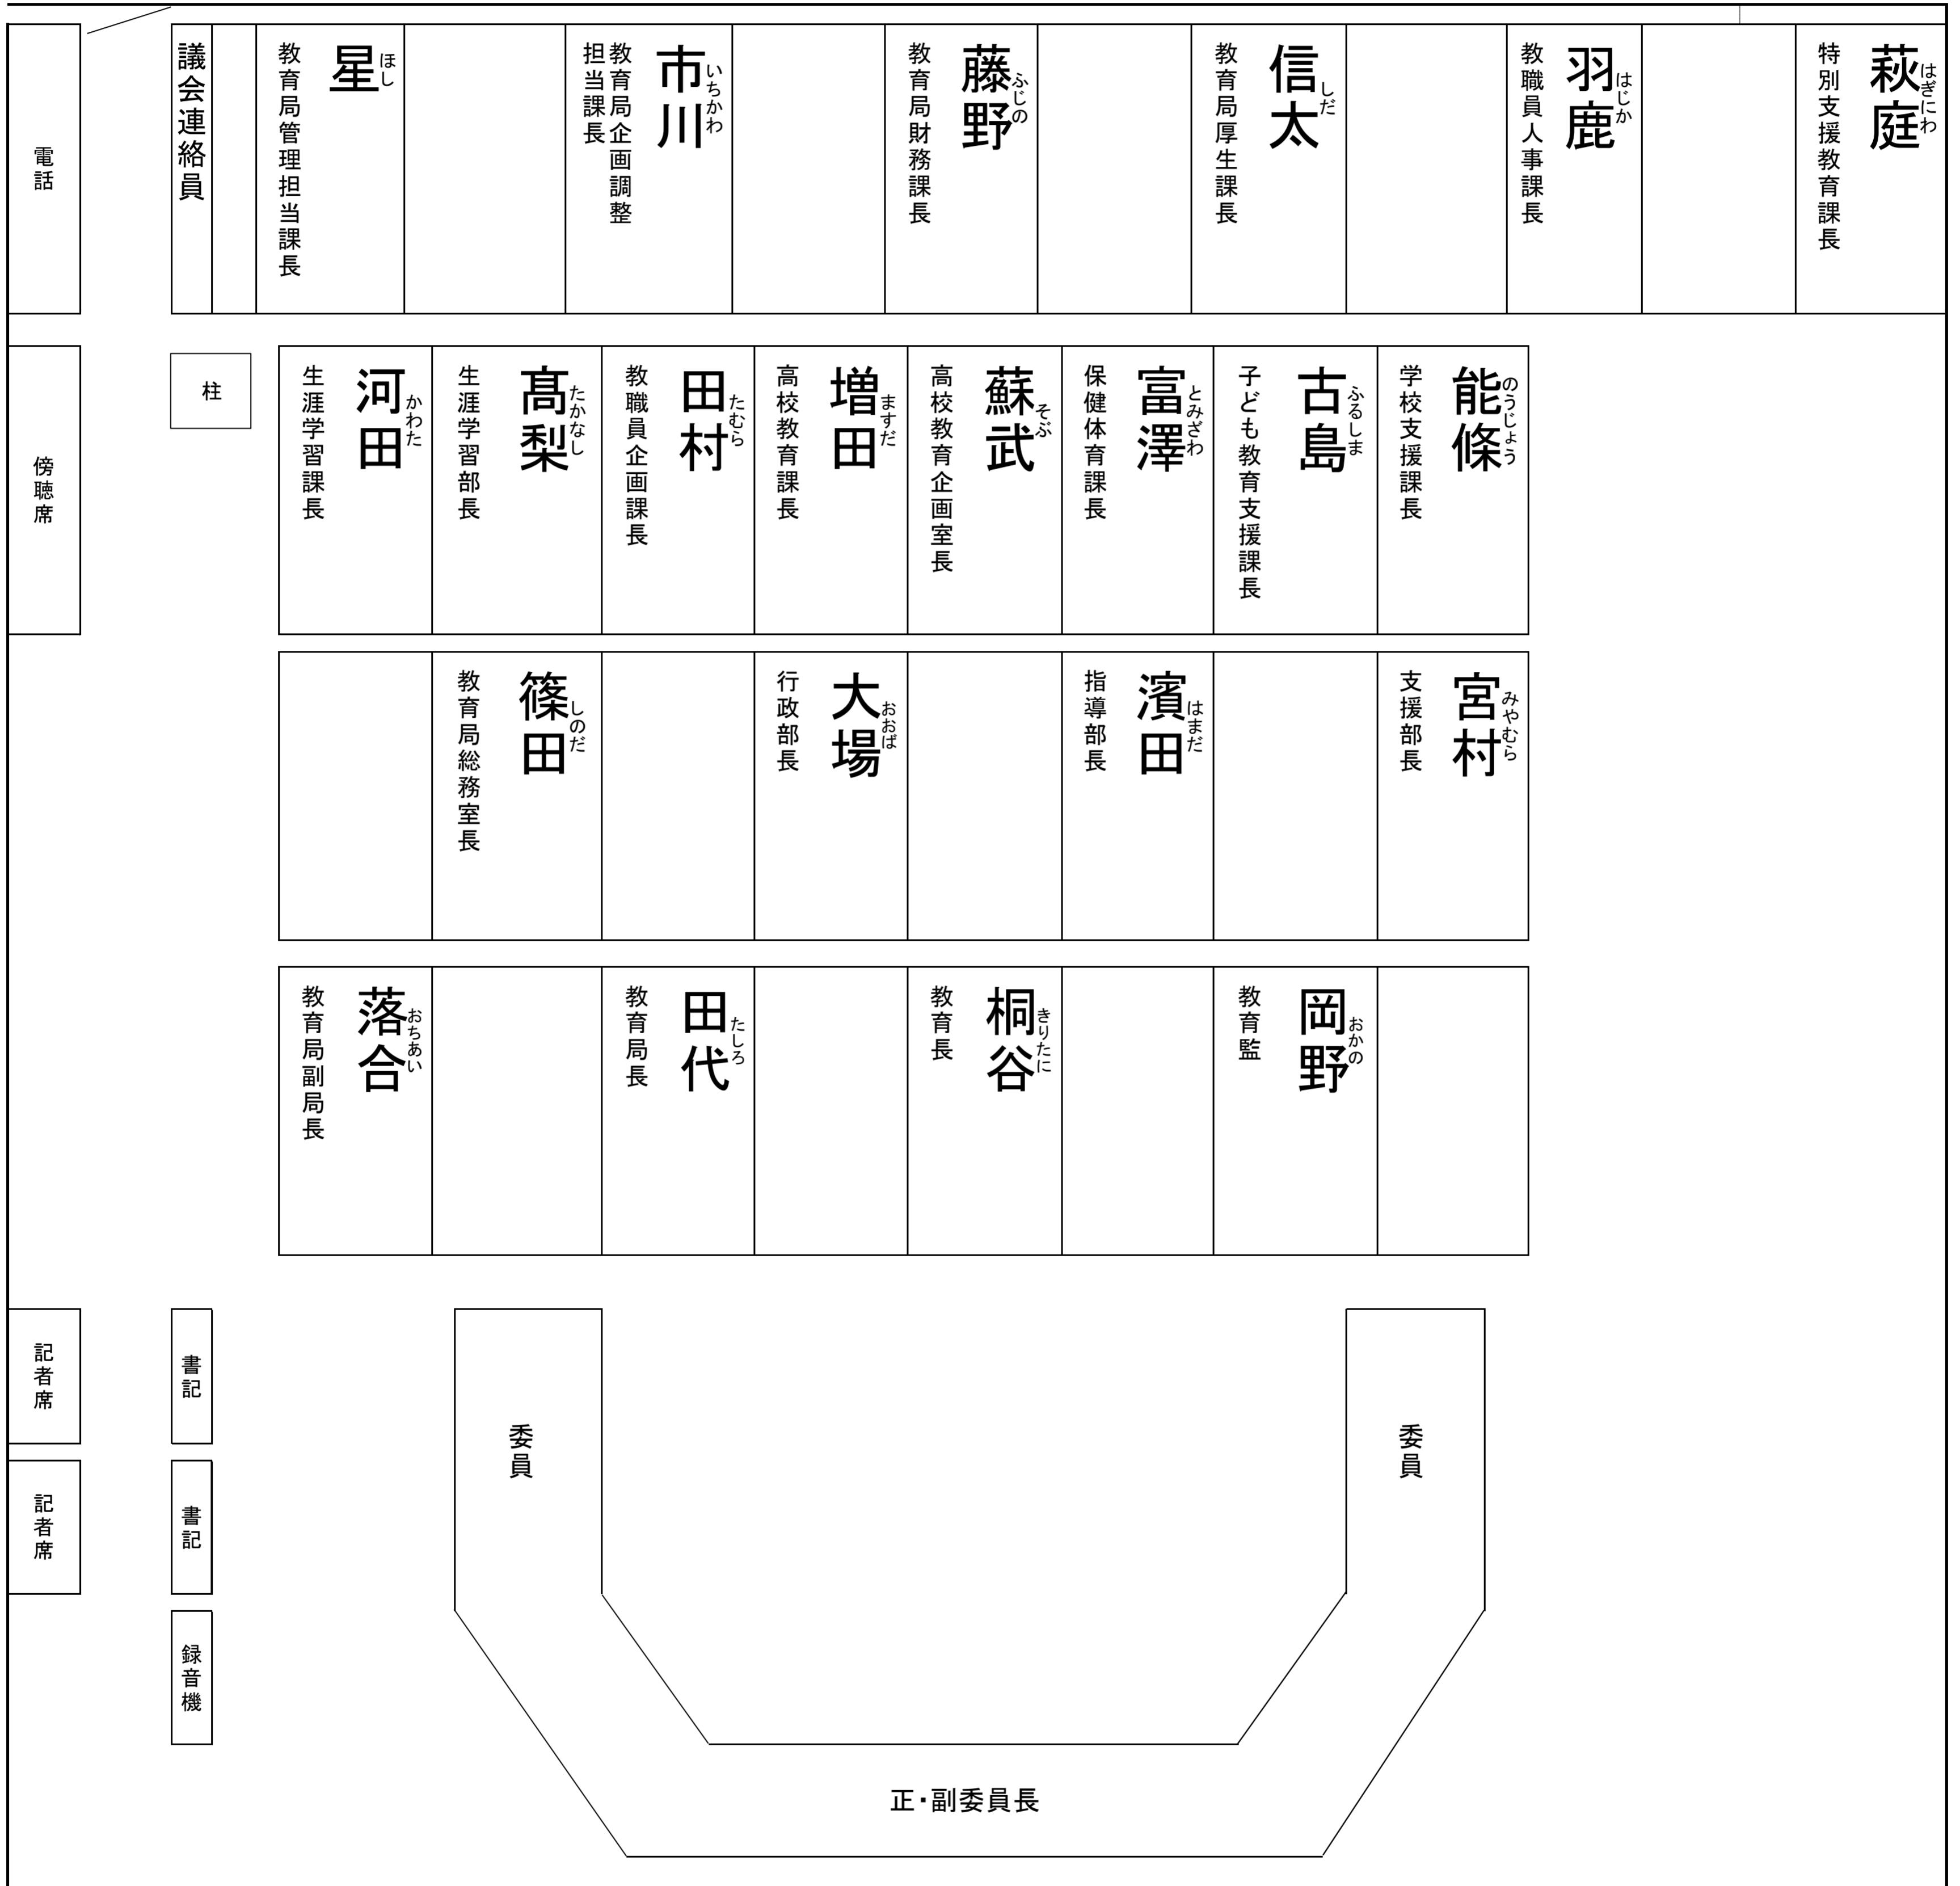 電話
議会連絡員
教育局管理担当課長
星
ほし
教育局企画調整
担当課長
市川
いちかわ
教育局財務課長
藤野
ふじの
教育局厚生課長
信太
しだ
教職員人事課長
羽鹿
はじか
特別支援教育課長
萩庭
はぎにわ
傍聴席
柱
生涯学習課長
河田
かわた
生涯学習部長
髙梨
たかなし
教職員企画課長
田村
たむら
高校教育課長
増田
ますだ
高校教育企画室長
蘇武
そぶ
保健体育課長
富澤
とみざわ
子ども教育支援課長
古島
ふるしま
学校支援課長
能條
のうじょう
教育局総務室長
篠田
しのだ
行政部長
大場
おおば
指導部長
濱田
はまだ
支援部長
宮村
みやむら
教育局副局長
落合
おちあい
教育局長
田代
たしろ
教育長
桐谷
きりたに
教育監
岡野
おかの
記者席
書記
委員
委員
記者席
書記
録音機
正・副委員長